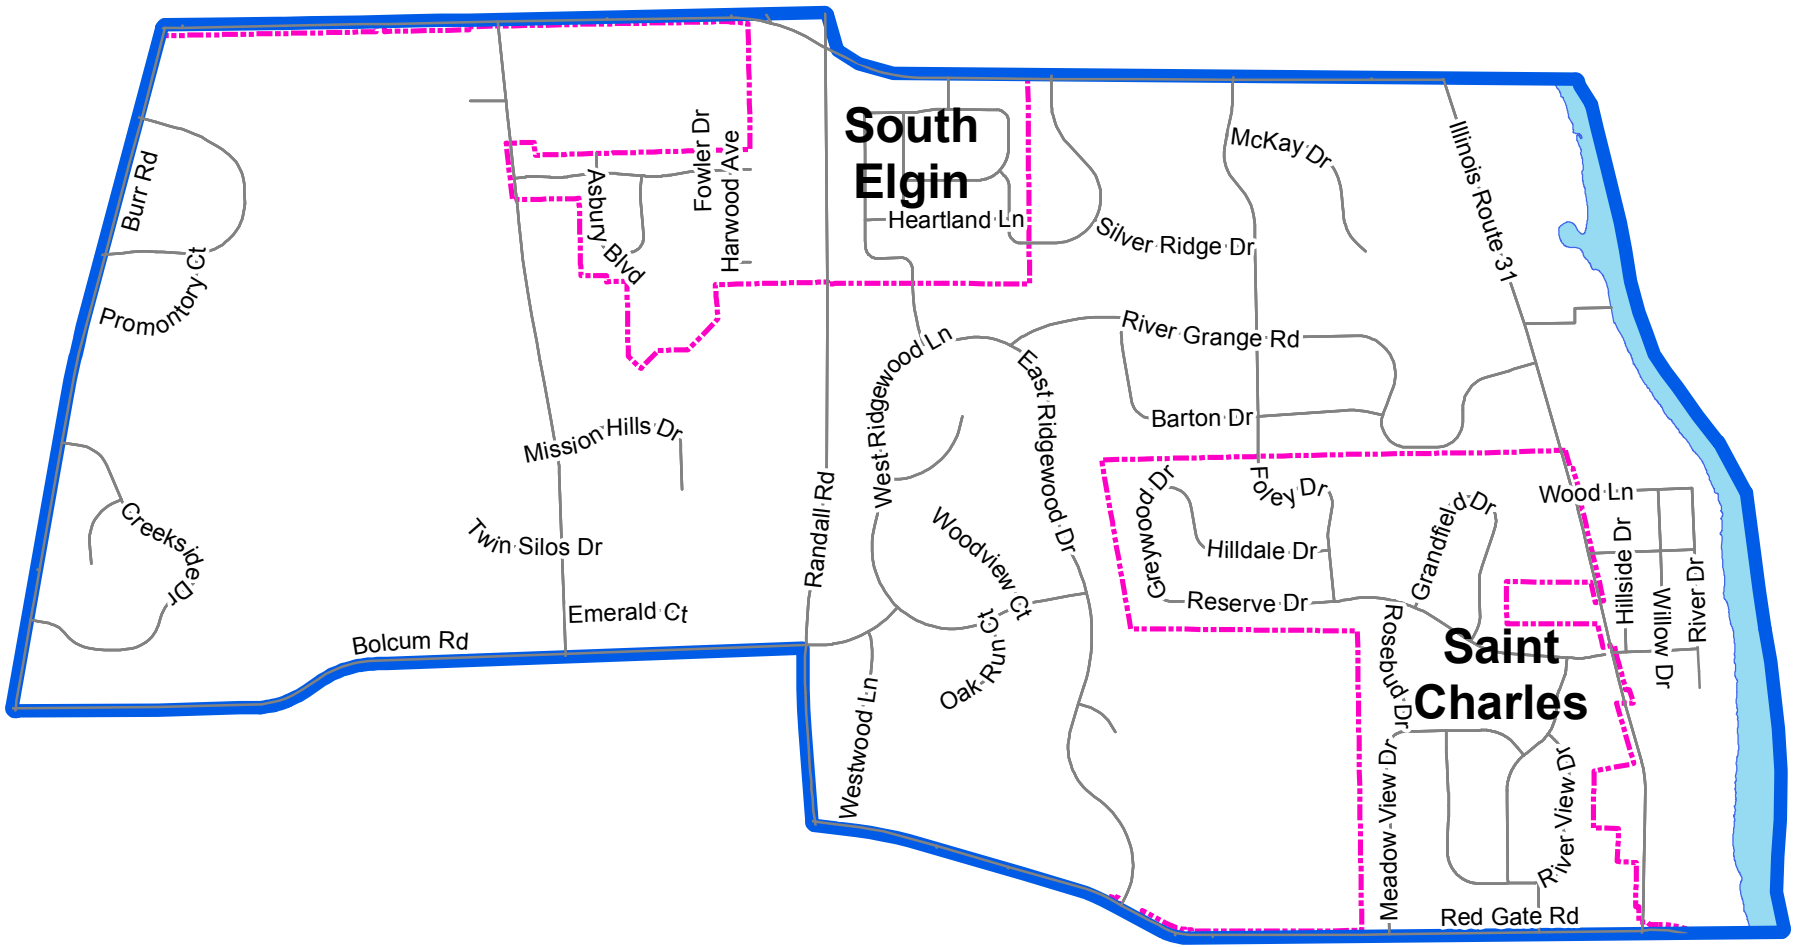 South
Elgin
Fowler Dr
Harwood Ave
McKay Dr
Illinois Route 31
Burr Rd
Asbury Blvd
Heartland Ln
Silver Ridge Dr
Promontory Ct
River Grange Rd
West Ridgewood Ln
East Ridgewood Dr
Barton Dr
Mission Hills Dr
Randall Rd
Greywood Dr
Foley Dr
Grandfield Dr
Wood Ln
Creekside Dr
Twin Silos Dr
Woodview Ct
Hilldale Dr
Hillside Dr
Willow Dr
River Dr
Reserve Dr
Emerald Ct
Bolcum Rd
Oak Run Ct
Rosebud Dr
Saint
Charles
Westwood Ln
Meadow View Dr
River View Dr
Red Gate Rd